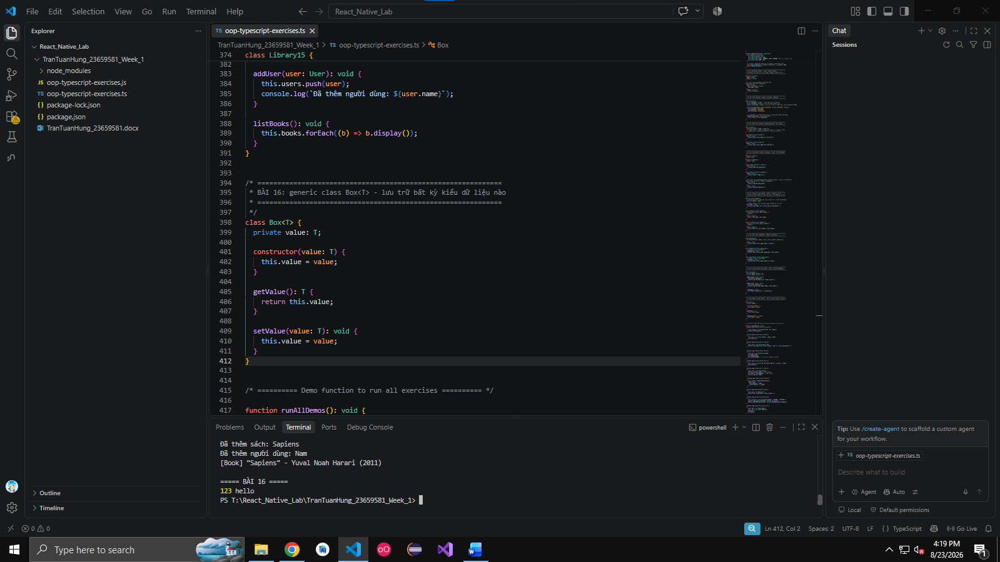 File Edit Selection View Go Run Terminal Help
React_Native_Lab
Explorer
React_Native_Lab
TranTuanHung_23659581_Week_1
node_modules
JS oop-typescript-exercises.js
TS oop-typescript-exercises.ts
{} package-lock.json
{} package.json
TranTuanHung_23659581.docx
Outline
Timeline
TS oop-typescript-exercises.ts
TranTuanHung_23659581_Week_1 > TS oop-typescript-exercises.ts > Box
374 class Library15 {
382
383 addUser(user: User): void {
384 this.users.push(user);
385 console.log(`Đã thêm người dùng: ${user.name}`);
386 }
387
388 listBooks(): void {
389 this.books.forEach((b) => b.display());
390 }
391 }
392
393
394 /* =============================================================
395 * BÀI 16: generic class Box<T> - lưu trữ bất kỳ kiểu dữ liệu nào
396 * =============================================================
397 */
398 class Box<T> {
399 private value: T;
400
401 constructor(value: T) {
402 this.value = value;
403 }
404
405 getValue(): T {
406 return this.value;
407 }
408
409 setValue(value: T): void {
410 this.value = value;
411 }
412 }
413
414
415 /* ========== Demo function to run all exercises ========== */
416
417 function runAllDemos(): void {
Problems Output Terminal Ports Debug Console
powershell
Đã thêm sách: Sapiens
Đã thêm người dùng: Nam
[Book] "Sapiens" - Yuval Noah Harari (2011)
===== BÀI 16 =====
123 hello
PS T:\React_Native_Lab\TranTuanHung_23659581_Week_1>
Chat
Sessions
Tip: Use /create-agent to scaffold a custom agent
for your workflow.
TS oop-typescript-exercises.ts
Describe what to build
Agent Auto
Local Default permissions
0 0
Ln 412, Col 2 Spaces: 2 UTF-8 LF {} TypeScript Go Live
Type here to search
4:19 PM
8/23/2026
1